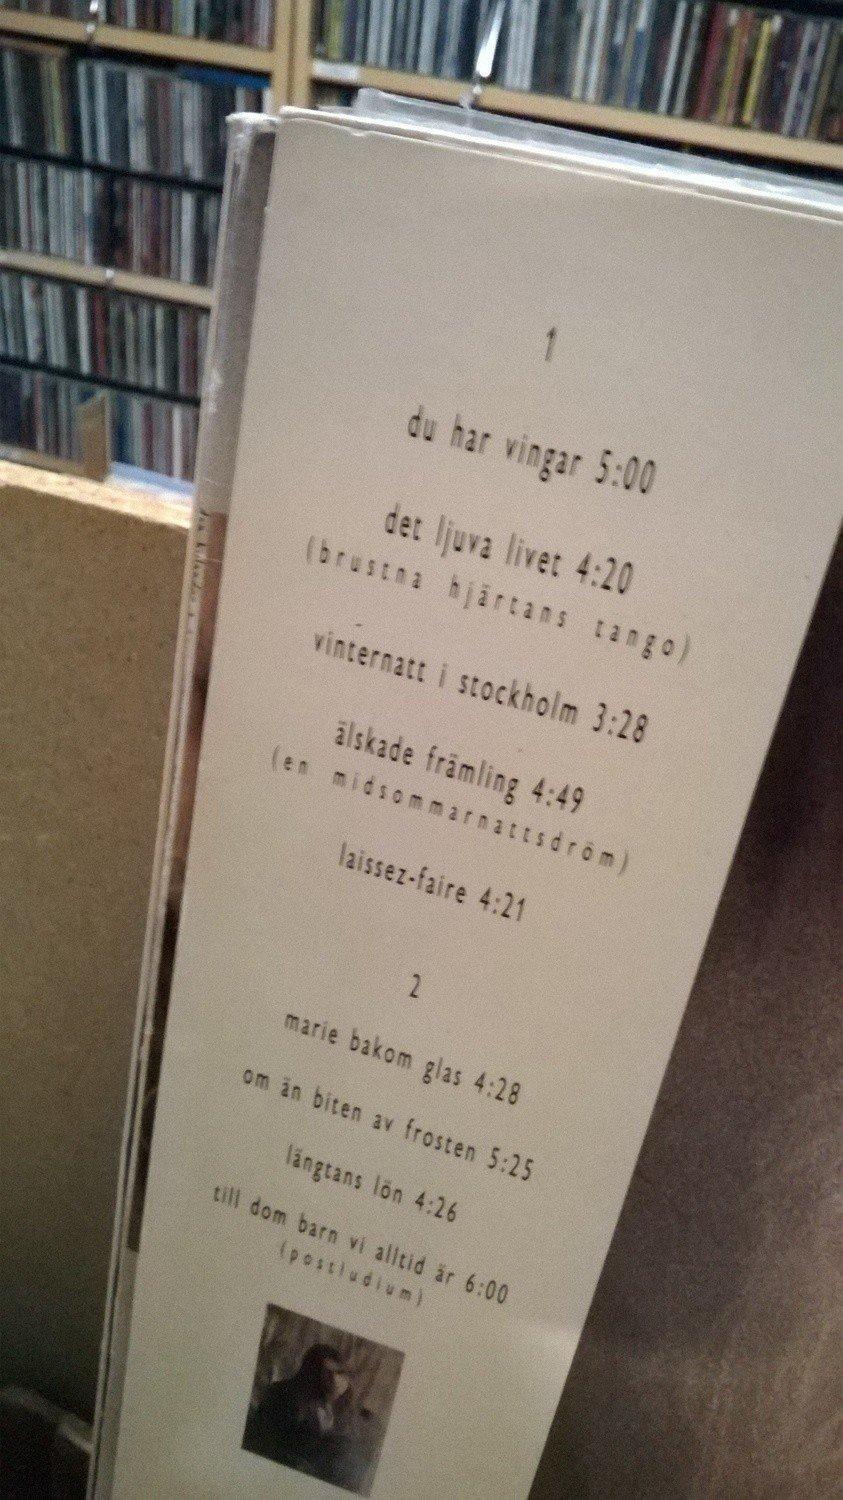 1
du har vingar 5:00
det ljuva livet 4:20
(brustna hjärtans tango)
vinternatt i stockholm 3:28
älskade främling 4:49
(en midsommarnattsdröm)
laissez-faire 4:21
2
marie bakom glas 4:28
om än biten av frosten 5:25
längtans lön 4:26
till dom barn vi alltid är 6:00
(postludium)